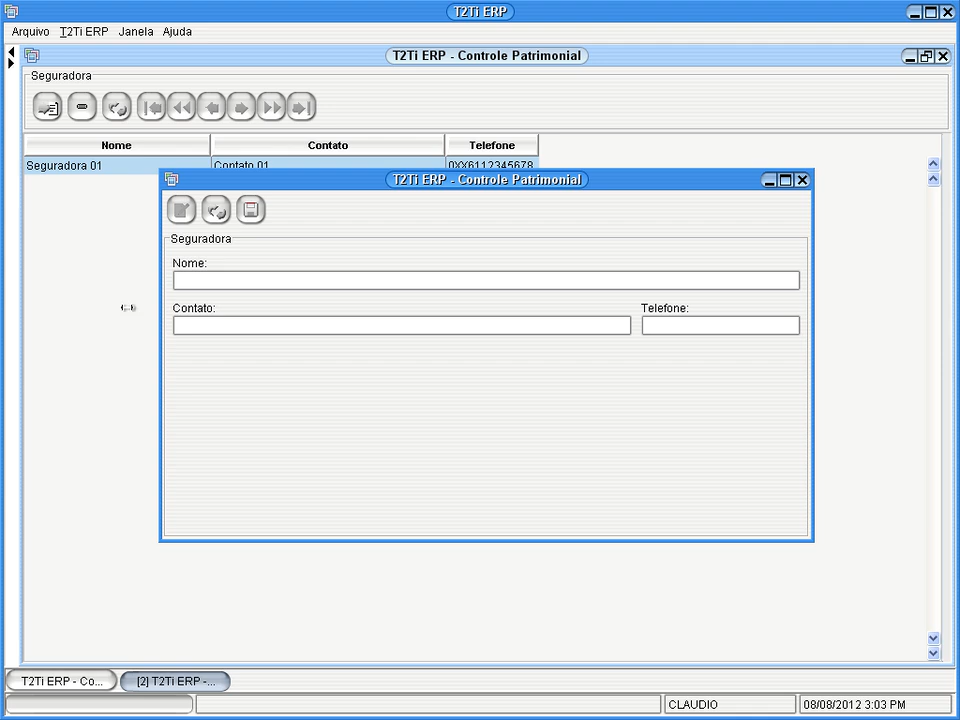 T2Ti ERP
Arquivo T2Ti ERP Janela Ajuda
T2Ti ERP - Controle Patrimonial
Seguradora
Nome Contato Telefone
Seguradora 01 Contato 01 0XX6112345678
T2Ti ERP - Controle Patrimonial
Seguradora
Nome:
Contato: Telefone:
T2Ti ERP - Co... [2] T2Ti ERP -...
CLAUDIO 08/08/2012 3:03 PM